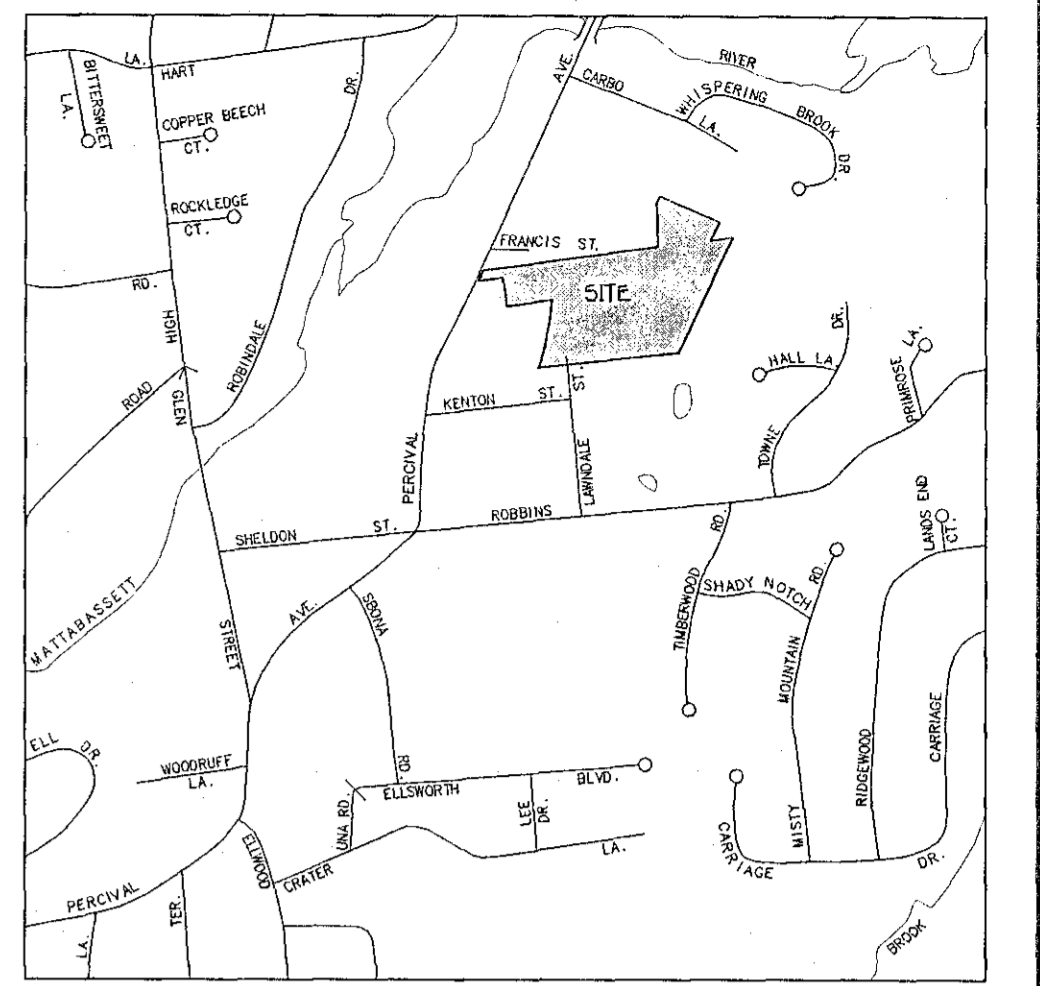 BITTERSWEET
LA.
LA.
HART
COPPER BEECH
CT.
ROCKLEDGE
CT.
DR.
AVE.
CARBO
LA.
RIVER
WHISPERING
BROOK
DR.
FRANCIS ST.
SITE
RD.
HIGH
ROBINDALE
ROAD
GLEN
KENTON ST.
ST.
LAWNDALE
PERCIVAL
DR.
HALL LA.
TOWNE
PRIMROSE
LA.
SHELDON ST.
ROBBINS
LANDS END
CT.
MATTABASSETT
STREET
AVE.
SBONA
RD.
RD.
TIMBERWOOD
SHADY NOTCH
RD.
MOUNTAIN
MISTY
RIDGEWOOD
CARRIAGE
ELL
DR.
WOODRUFF
LA.
ELLSWORTH
BLVD.
UNA RD.
LEE
DR.
ELLWOOD
CRATER
LA.
CARRIAGE
DR.
PERCIVAL
LA.
TER.
BROOK